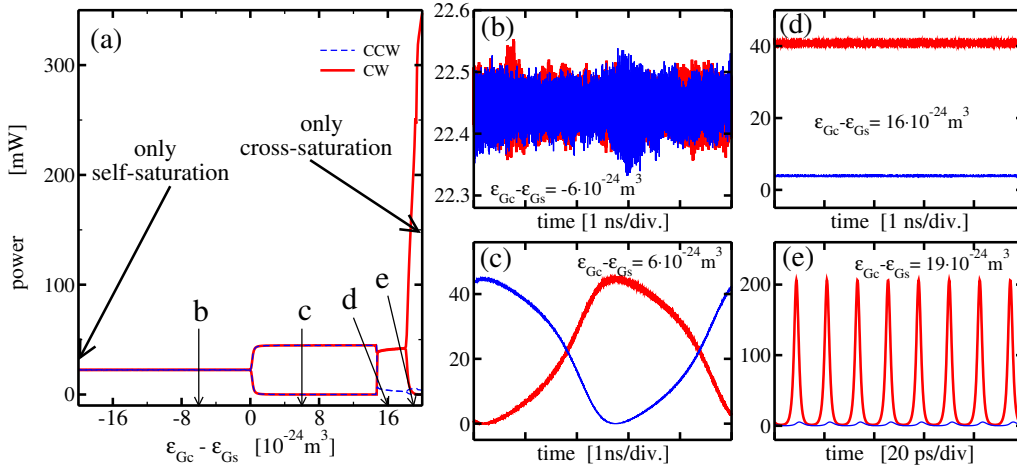 (a)
CCW
CW
only
self-saturation
only
cross-saturation
b
c
d
e
300
200
100
0
power [mW]
-16
-8
0
8
16
ε_Gc - ε_Gs [10^-24 m^3]
(b)
22.6
22.5
22.4
22.3
ε_Gc-ε_Gs= -6·10^-24 m^3
time [1 ns/div.]
(c)
ε_Gc-ε_Gs= 6·10^-24 m^3
40
20
0
time [1ns/div.]
(d)
40
20
0
ε_Gc-ε_Gs= 16·10^-24 m^3
time [1 ns/div.]
(e)
ε_Gc-ε_Gs= 19·10^-24 m^3
200
100
0
time [20 ps/div]